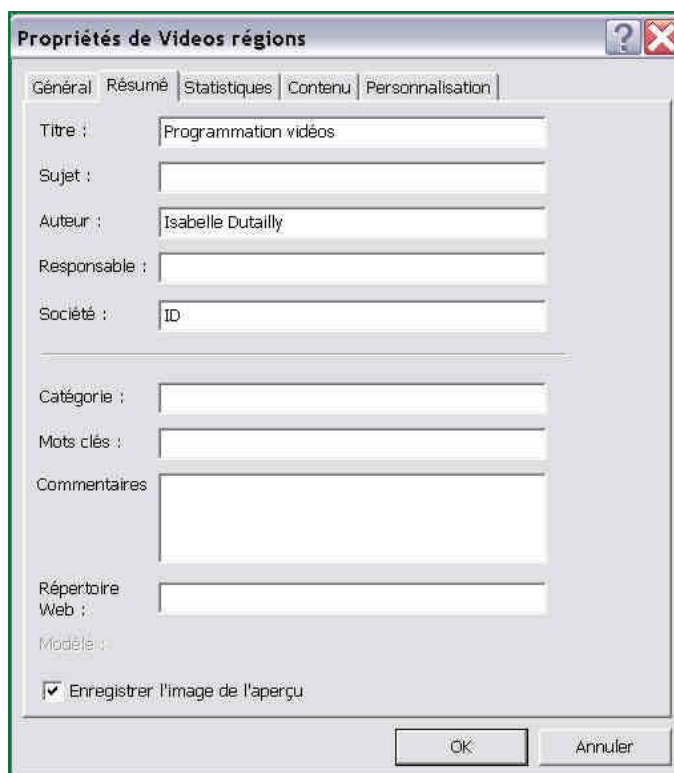 Propriétés de Videos régions
Général Résumé Statistiques Contenu Personnalisation
Titre : Programmation vidéos
Sujet :
Auteur : Isabelle Dutailly
Responsable :
Société : ID
Catégorie :
Mots clés :
Commentaires
Répertoire
Web :
Modèle :
Enregistrer l'image de l'aperçu
OK Annuler